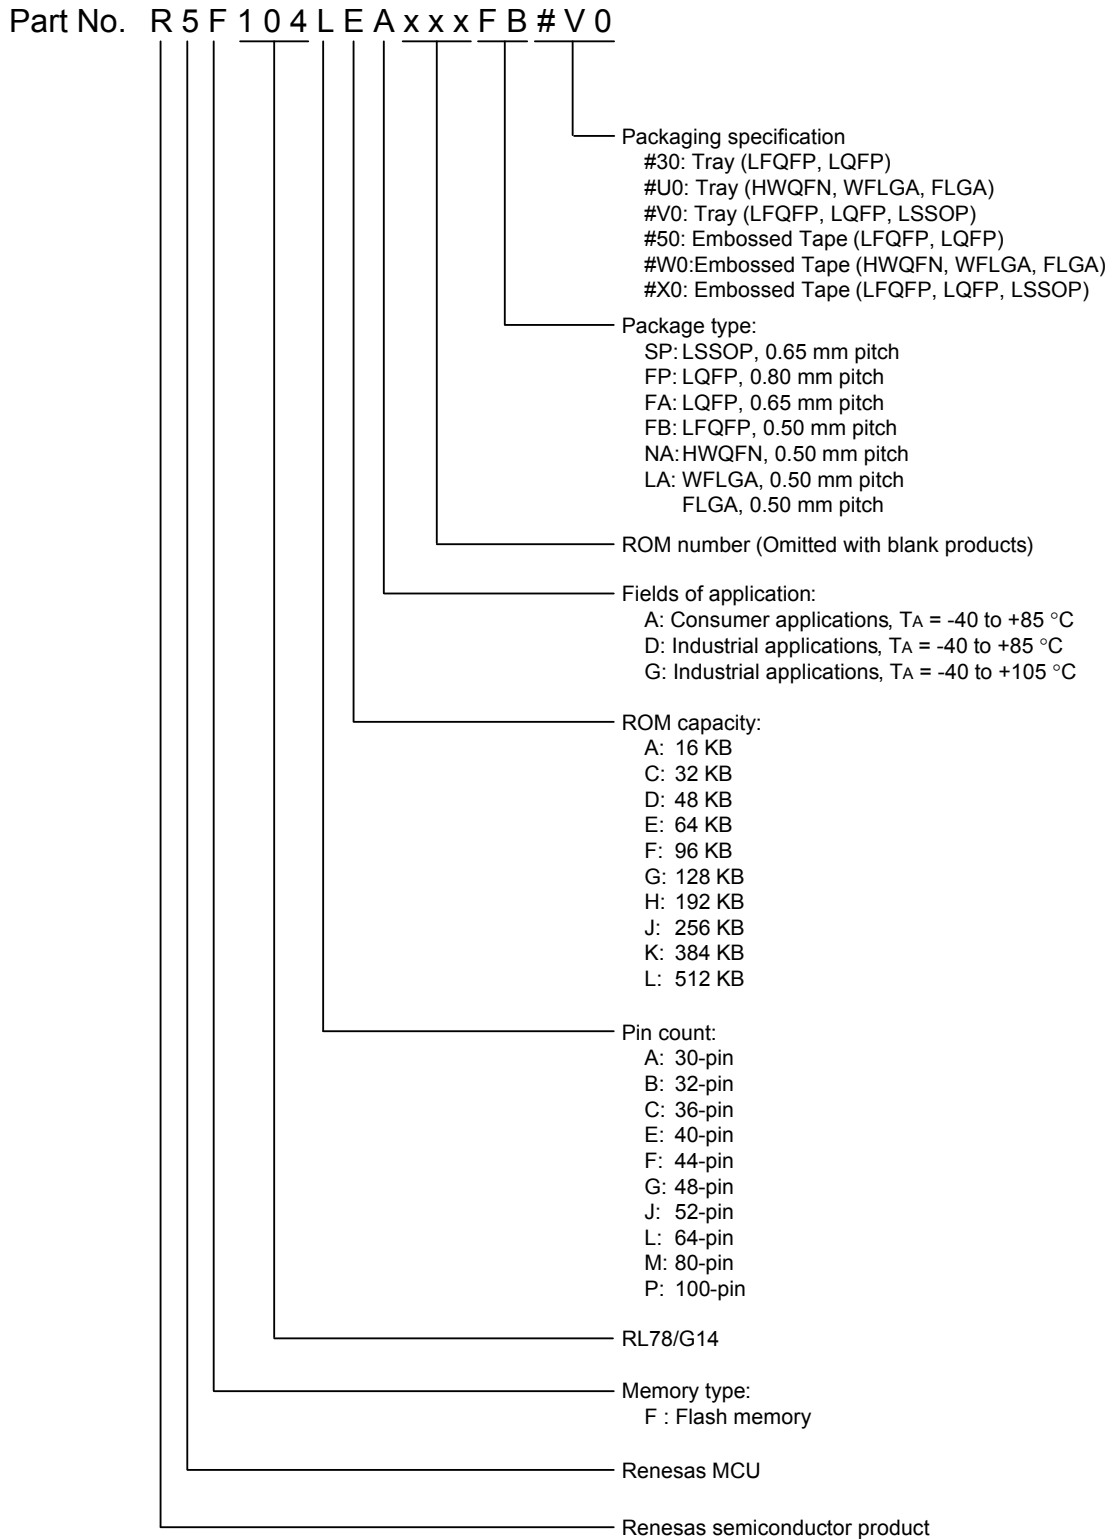 Part No. R 5 F 1 0 4 L E A x x x F B # V 0
Packaging specification
#30: Tray (LFQFP, LQFP)
#U0: Tray (HWQFN, WFLGA, FLGA)
#V0: Tray (LFQFP, LQFP, LSSOP)
#50: Embossed Tape (LFQFP, LQFP)
#W0:Embossed Tape (HWQFN, WFLGA, FLGA)
#X0: Embossed Tape (LFQFP, LQFP, LSSOP)
Package type:
SP: LSSOP, 0.65 mm pitch
FP: LQFP, 0.80 mm pitch
FA: LQFP, 0.65 mm pitch
FB: LFQFP, 0.50 mm pitch
NA: HWQFN, 0.50 mm pitch
LA: WFLGA, 0.50 mm pitch
FLGA, 0.50 mm pitch
ROM number (Omitted with blank products)
Fields of application:
A: Consumer applications, TA = -40 to +85 °C
D: Industrial applications, TA = -40 to +85 °C
G: Industrial applications, TA = -40 to +105 °C
ROM capacity:
A: 16 KB
C: 32 KB
D: 48 KB
E: 64 KB
F: 96 KB
G: 128 KB
H: 192 KB
J: 256 KB
K: 384 KB
L: 512 KB
Pin count:
A: 30-pin
B: 32-pin
C: 36-pin
E: 40-pin
F: 44-pin
G: 48-pin
J: 52-pin
L: 64-pin
M: 80-pin
P: 100-pin
RL78/G14
Memory type:
F : Flash memory
Renesas MCU
Renesas semiconductor product